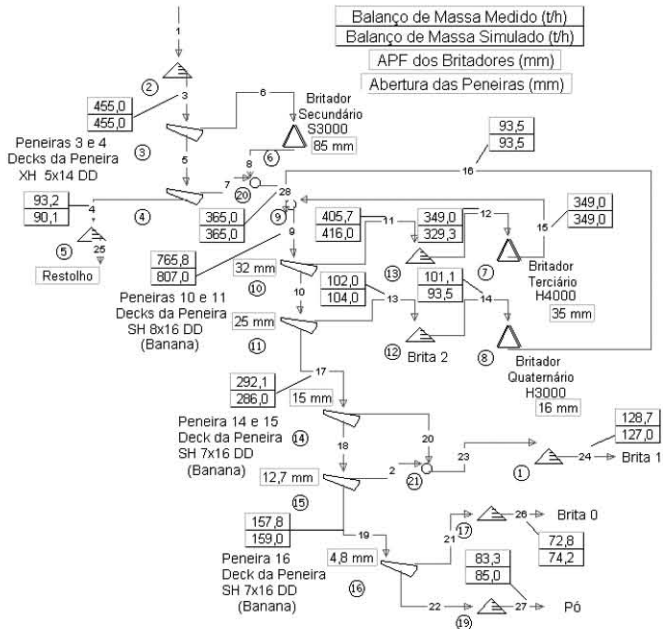 Balanço de Massa Medido (t/h)
Balanço de Massa Simulado (t/h)
APF dos Britadores (mm)
Abertura das Peneiras (mm)
1
2
3
455,0
455,0
6
Britador
Secundário
S3000
85 mm
Peneiras 3 e 4
Decks da Peneira
XH 5x14 DD
3
5
8
6
93,5
93,5
16
7
20
28
93,2
90,1
4
4
5
25
Restolho
365,0
365,0
9
9
405,7
416,0
11
349,0
329,3
12
349,0
349,0
15
765,8
807,0
32 mm
10
13
7
Britador
Terciário
H4000
35 mm
Peneiras 10 e 11
Decks da Peneira
SH 8x16 DD
(Banana)
10
102,0
104,0
13
101,1
93,5
14
25 mm
11
12
Brita 2
8
Britador
Quaternário
H3000
16 mm
17
292,1
286,0
15 mm
Peneira 14 e 15
Deck da Peneira
SH 7x16 DD
(Banana)
14
18
20
23
128,7
127,0
12,7 mm
2
21
1
24
Brita 1
15
157,8
159,0
19
Peneira 16
Deck da Peneira
SH 7x16 DD
(Banana)
4,8 mm
16
21
17
26
Brita 0
72,8
74,2
83,3
85,0
22
19
27
Pó